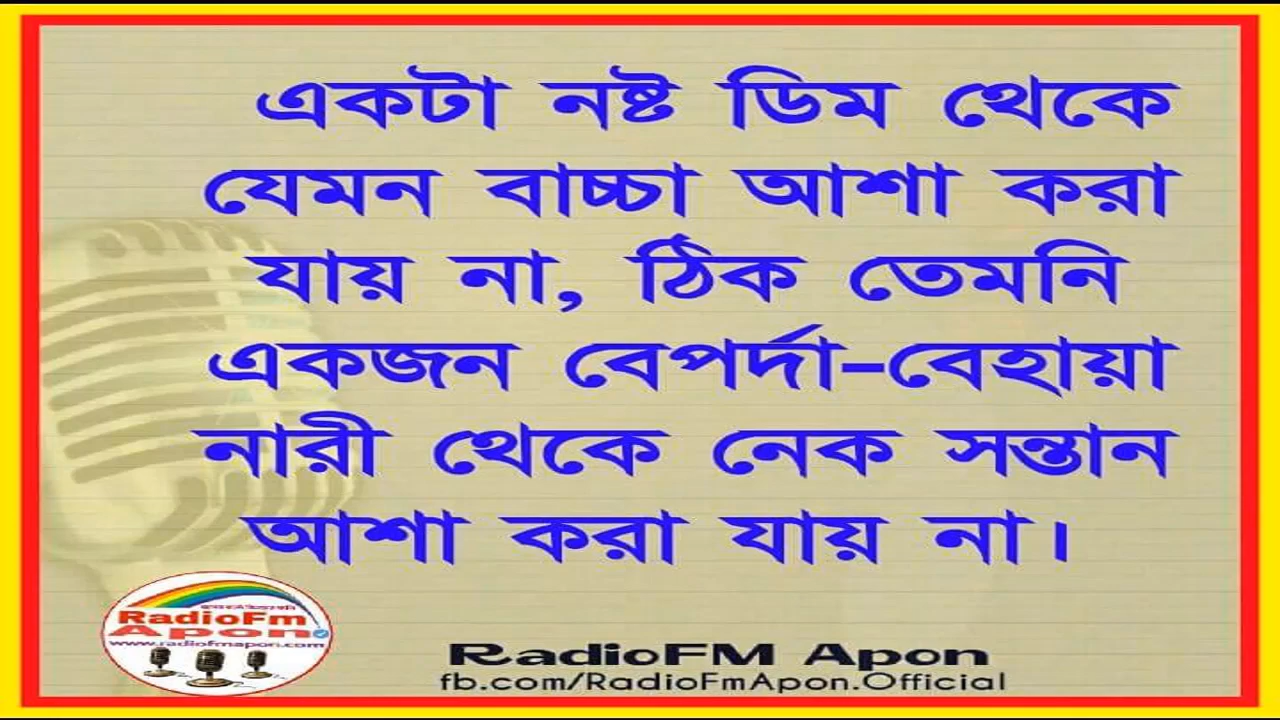 একটা নষ্ট ডিম থেকে
যেমন বাচ্চা আশা করা
যায় না, ঠিক তেমনি
একজন বেপর্দা-বেহায়া
নারী থেকে নেক সন্তান
আশা করা যায় না।
RadioFm
Apon
www.radiofmapon.com
RadioFM Apon
fb.com/RadioFmApon.Official